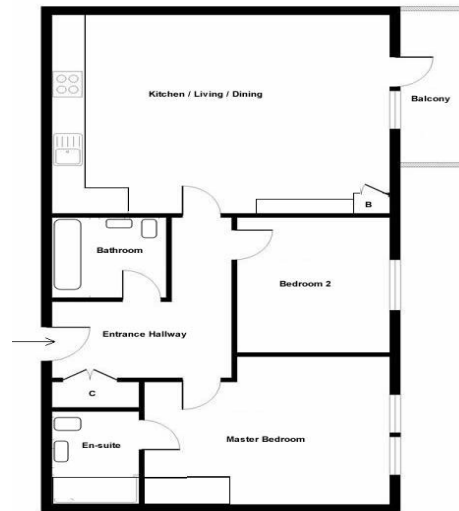 Kitchen / Living / Dining
Balcony
B
Bathroom
Bedroom 2
Entrance Hallway
C
En-suite
Master Bedroom